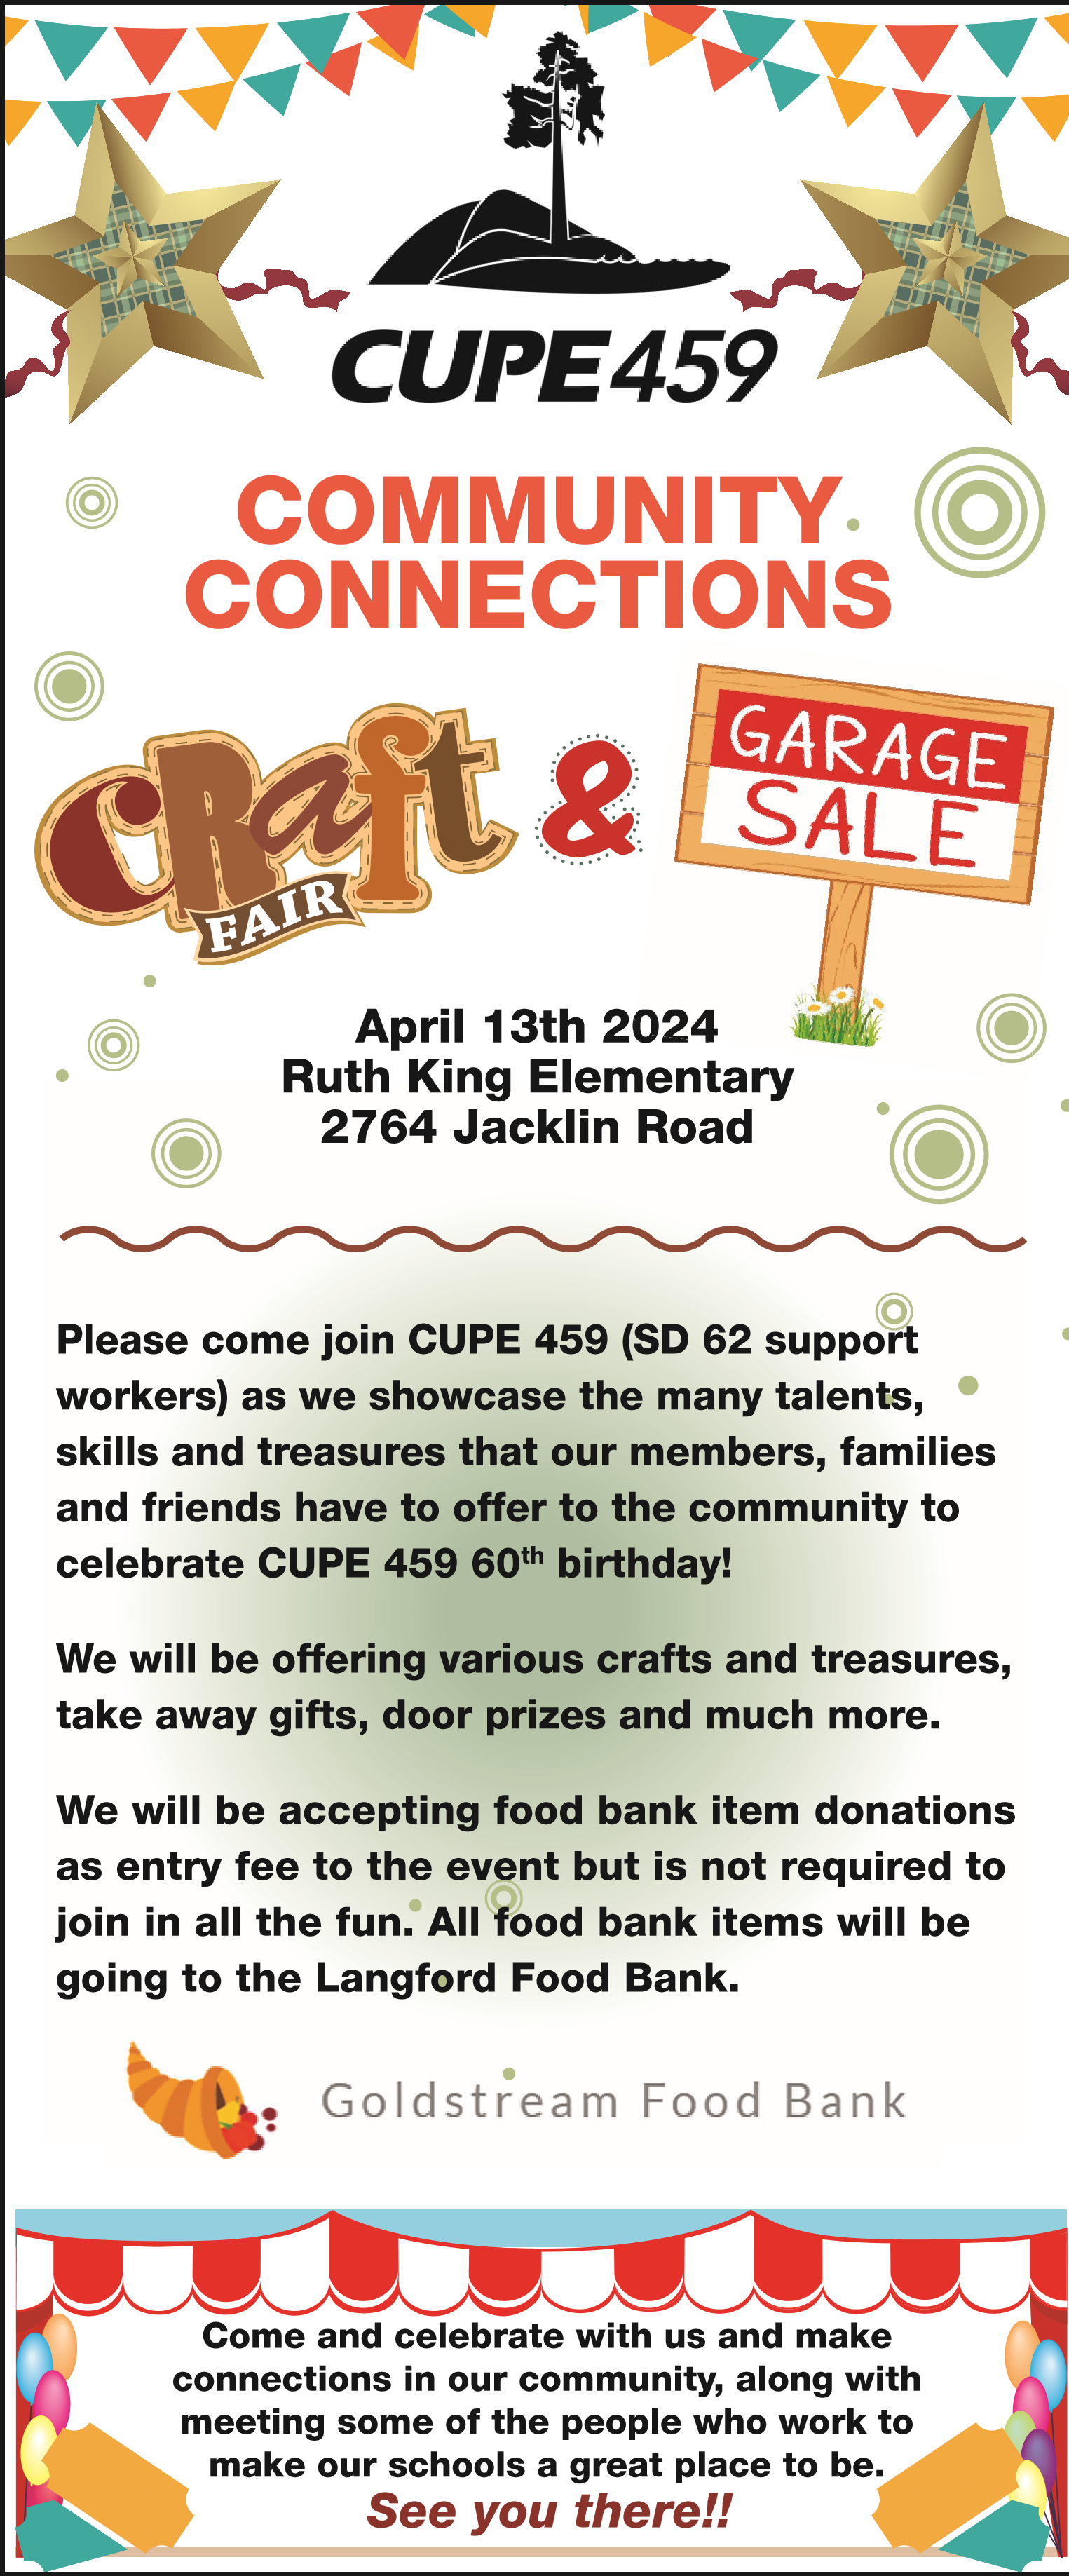 CUPE 459
COMMUNITY
CONNECTIONS
CRaft
FAIR
&
GARAGE
SALE
April 13th 2024
Ruth King Elementary
2764 Jacklin Road
Please come join CUPE 459 (SD 62 support
workers) as we showcase the many talents,
skills and treasures that our members, families
and friends have to offer to the community to
celebrate CUPE 459 60th birthday!
We will be offering various crafts and treasures,
take away gifts, door prizes and much more.
We will be accepting food bank item donations
as entry fee to the event but is not required to
join in all the fun. All food bank items will be
going to the Langford Food Bank.
Goldstream Food Bank
Come and celebrate with us and make
connections in our community, along with
meeting some of the people who work to
make our schools a great place to be.
See you there!!